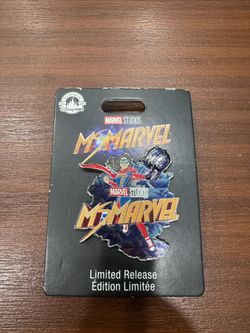 MARVEL STUDIOS
MS. MARVEL
MARVEL STUDIOS
MS. MARVEL
Limited Release
Édition Limitée